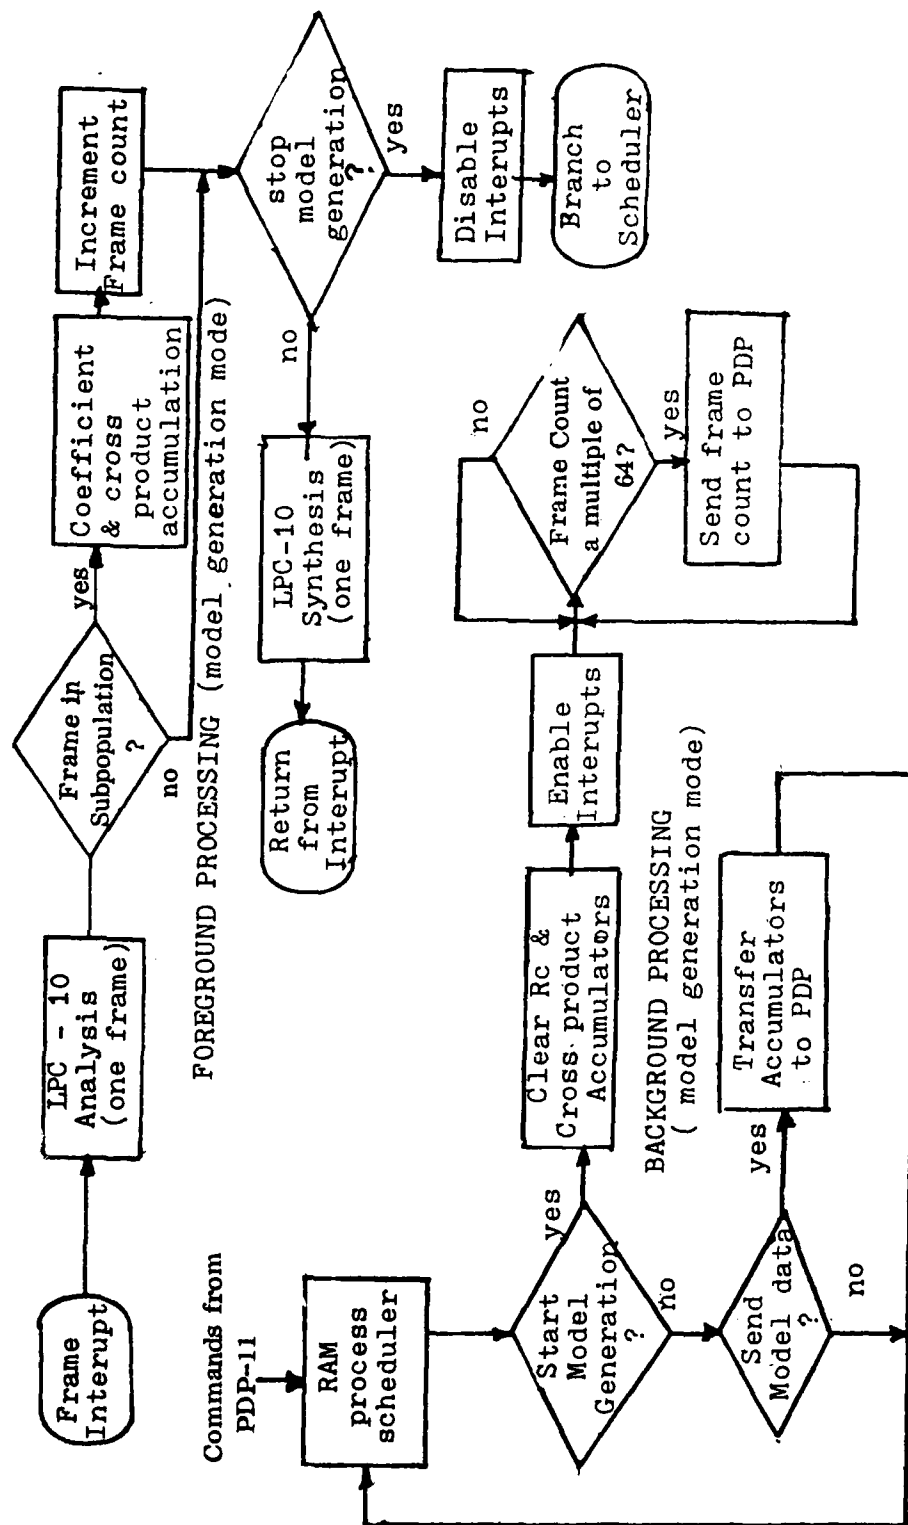 Frame
Interupt
LPC - 10
Analysis
(one frame)
Frame in
Subpopulation
?
yes
no
Coefficient
& cross
product
accumulation
Increment
Frame count
FOREGROUND PROCESSING (model generation mode)
stop
model
generation
?
no
yes
LPC-10
Synthesis
(one frame)
Return
from
Interupt
Disable
Interupts
Branch
to
Scheduler
Commands from
PDP-11
RAM
process
scheduler
Start
Model
Generation
?
yes
no
Clear Rc &
Cross product
Accumulators
Enable
Interupts
Frame Count
a multiple of
64?
no
yes
Send frame
count to PDP
BACKGROUND PROCESSING
( model generation mode)
Send
Model data
?
yes
no
Transfer
Accumulators
to PDP